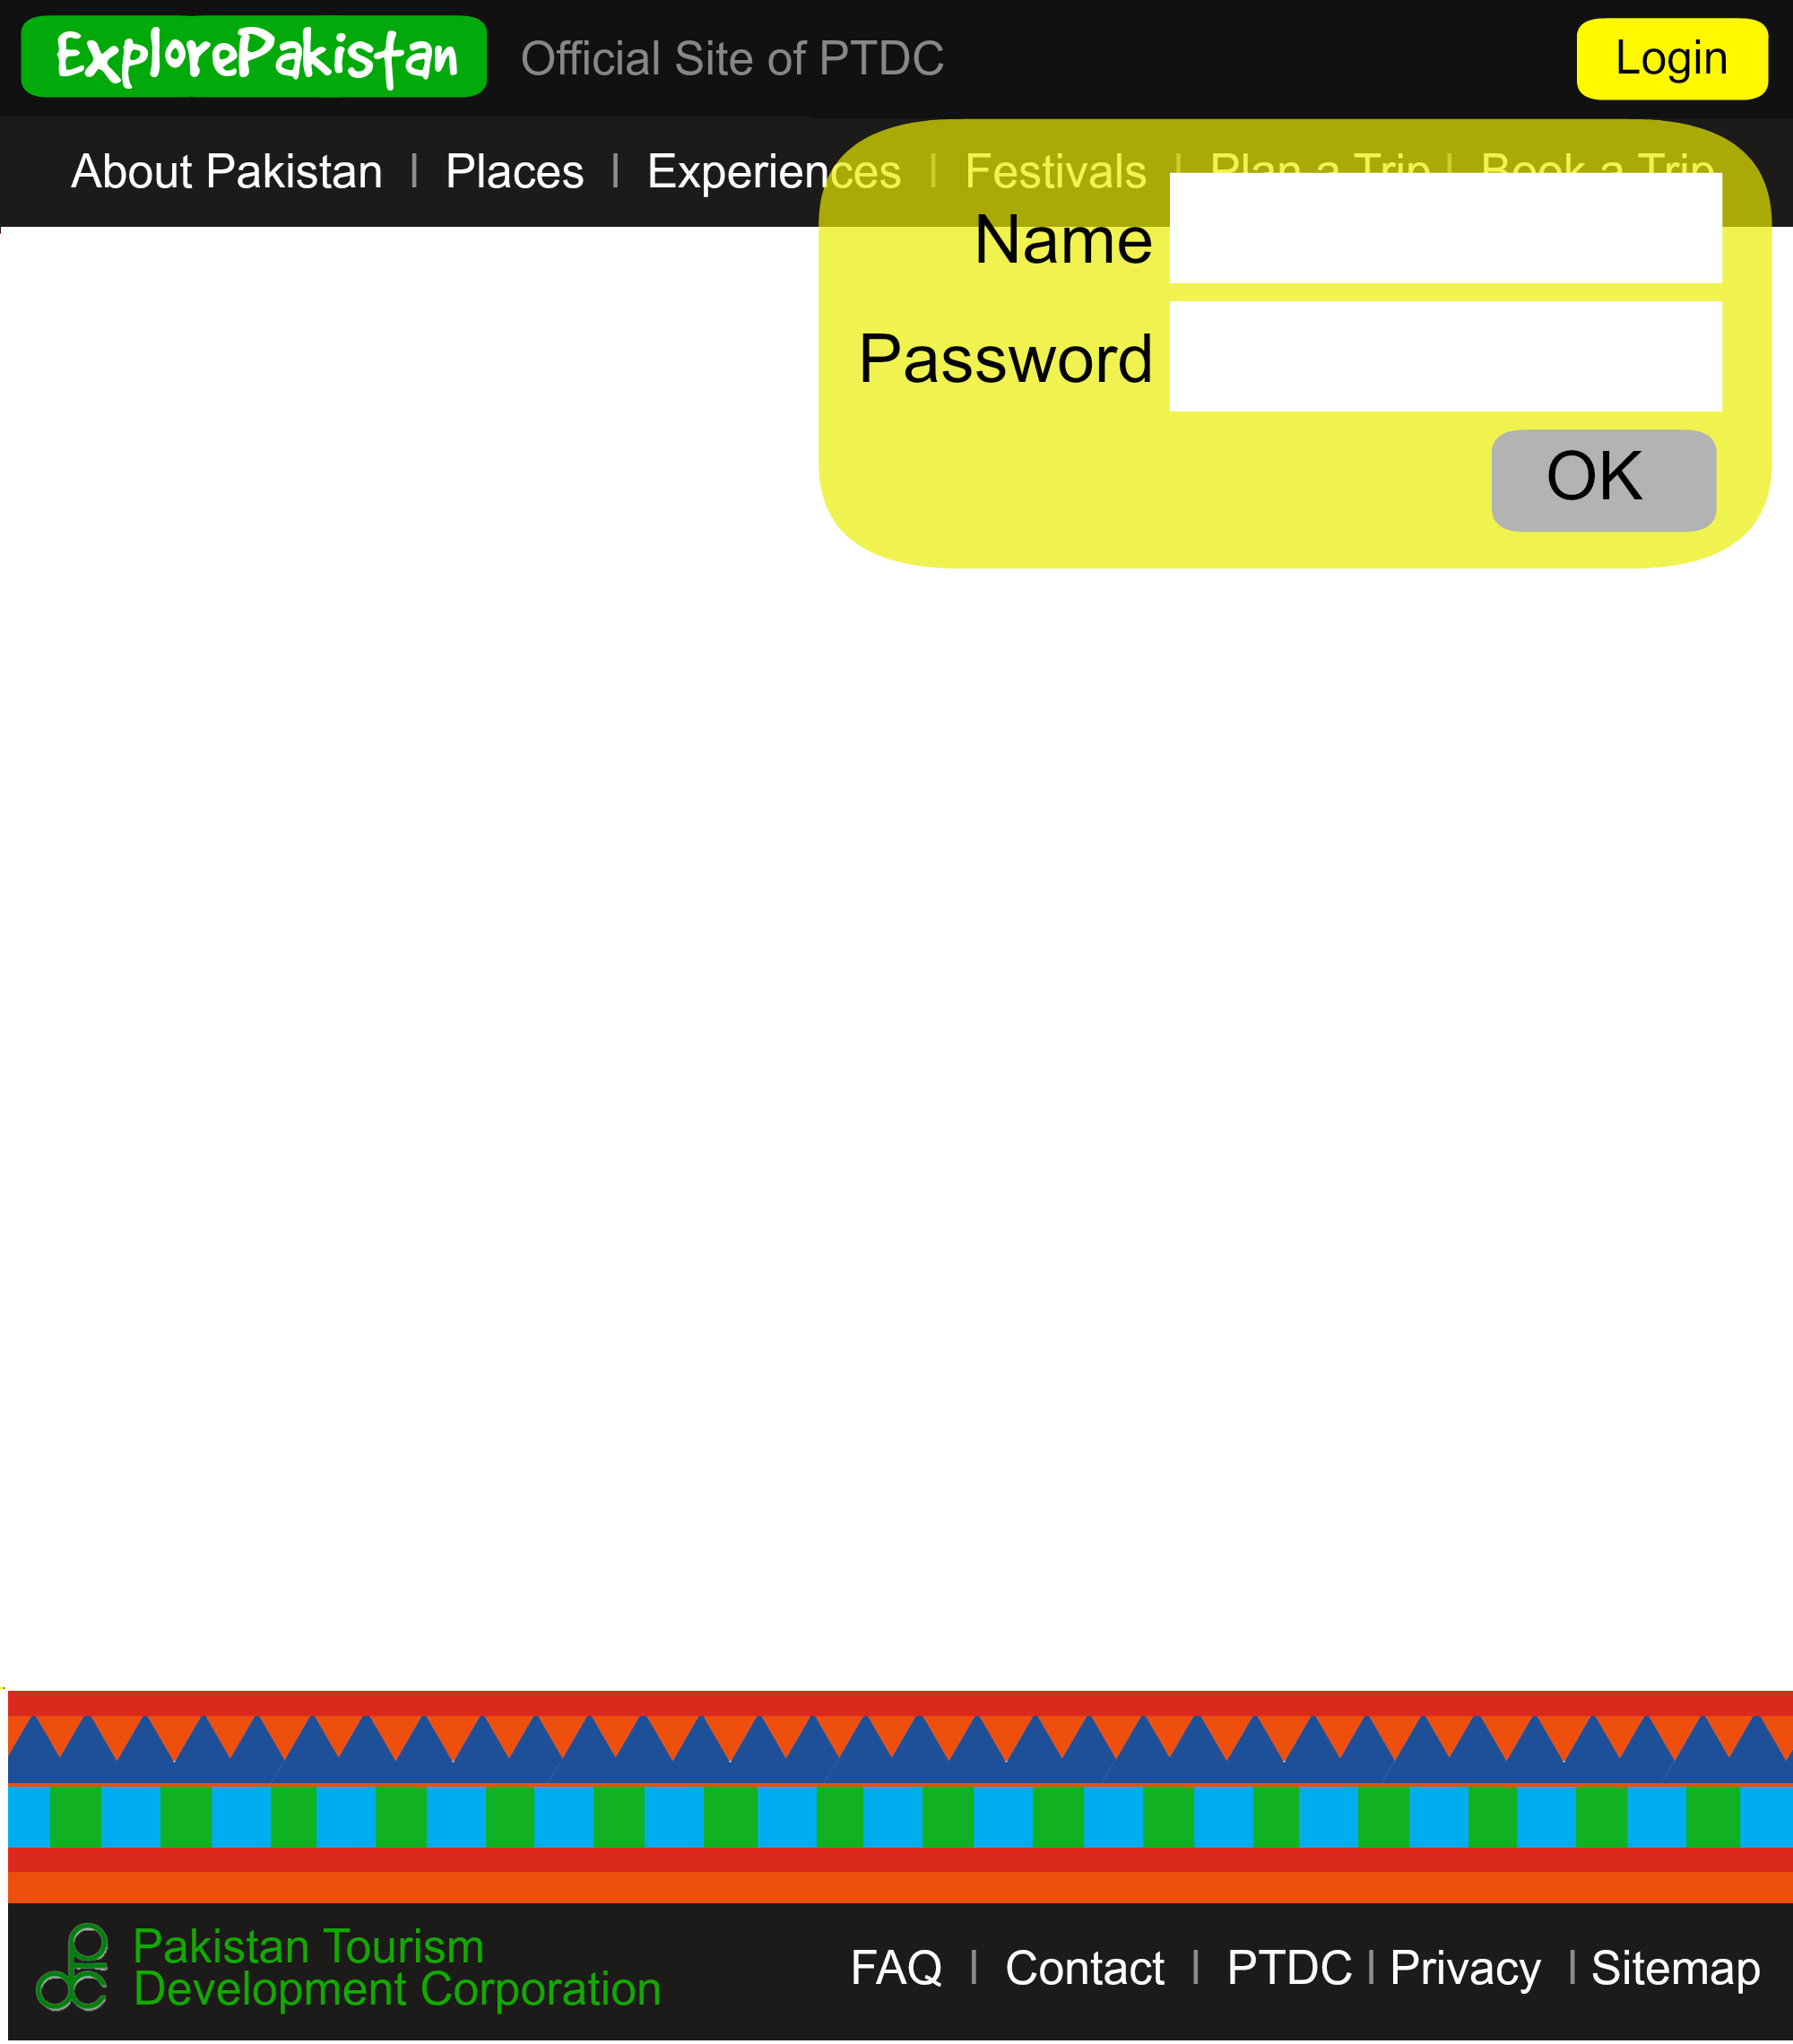 ExplorePakistan Official Site of PTDC Login
About Pakistan | Places | Experiences | Festivals | Plan a Trip | Book a Trip
Name
Password
OK
Pakistan Tourism
Development Corporation
FAQ | Contact | PTDC | Privacy | Sitemap